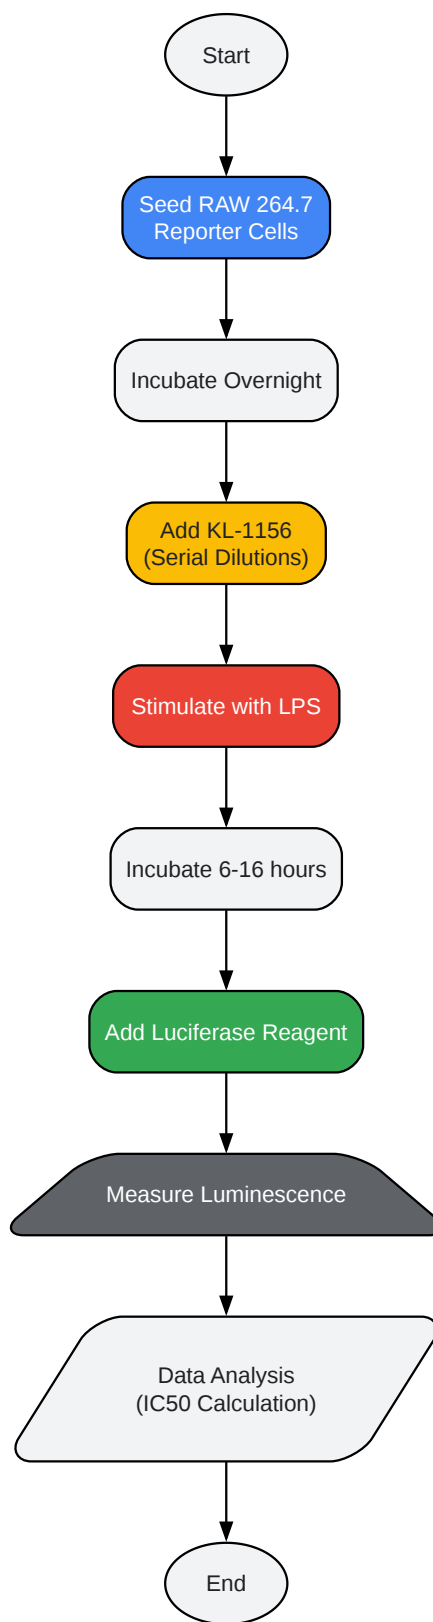 Start
Seed RAW 264.7
Reporter Cells
Incubate Overnight
Add KL-1156
(Serial Dilutions)
Stimulate with LPS
Incubate 6-16 hours
Add Luciferase Reagent
Measure Luminescence
Data Analysis
(IC50 Calculation)
End